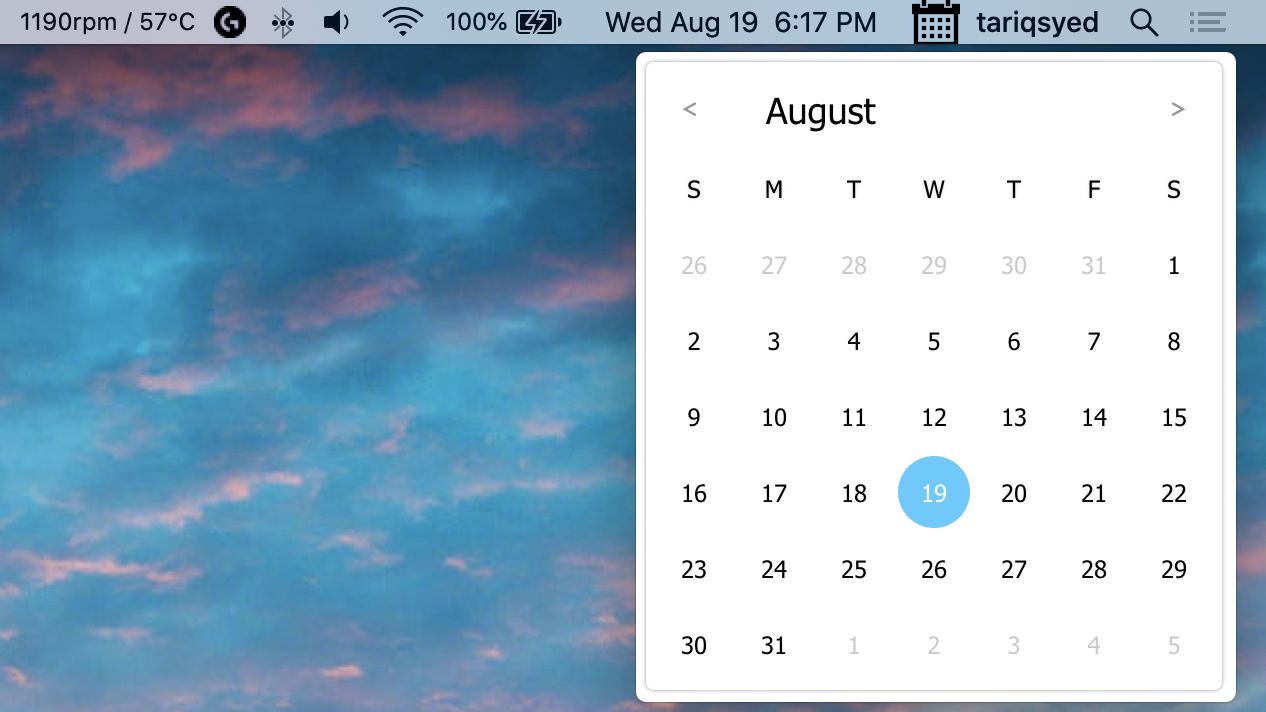 1190rpm / 57°C 100% Wed Aug 19 6:17 PM tariqsyed
< August >
S M T W T F S
26 27 28 29 30 31 1
2 3 4 5 6 7 8
9 10 11 12 13 14 15
16 17 18 19 20 21 22
23 24 25 26 27 28 29
30 31 1 2 3 4 5